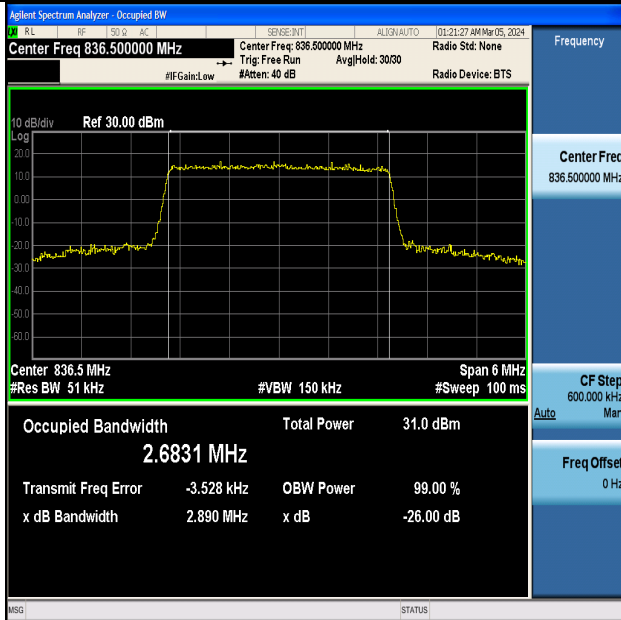 Agilent Spectrum Analyzer - Occupied BW
LXI RL RF 50 Ω AC SENSE:INT ALIGN AUTO 01:21:27 AM Mar 05, 2024
Center Freq 836.500000 MHz
Center Freq: 836.500000 MHz
Radio Std: None
Trig: Free Run Avg|Hold: 30/30
#IFGain:Low
#Atten: 40 dB
Radio Device: BTS
10 dB/div Ref 30.00 dBm
Log
20.0
10.0
0.00
-10.0
-20.0
-30.0
-40.0
-50.0
-60.0
Center 836.5 MHz Span 6 MHz
#Res BW 51 kHz #VBW 150 kHz #Sweep 100 ms
Occupied Bandwidth Total Power 31.0 dBm
2.6831 MHz
Transmit Freq Error -3.528 kHz OBW Power 99.00 %
x dB Bandwidth 2.890 MHz x dB -26.00 dB
MSG STATUS
Frequency
Center Freq
836.500000 MHz
CF Step
600.000 kHz
Auto Man
Freq Offset
0 Hz